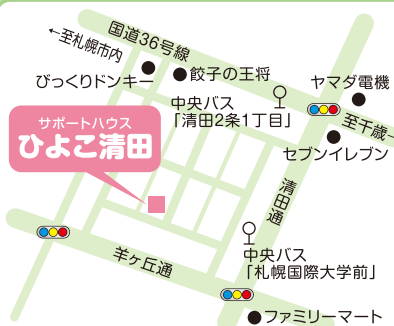 国道36号線
←至札幌市内
びっくりドンキー
餃子の王将
ヤマダ電機
中央バス
「清田2条1丁目」
至千歳→
サポートハウス
ひよこ清田
セブンイレブン
清田通
中央バス
「札幌国際大学前」
羊ヶ丘通
ファミリーマート